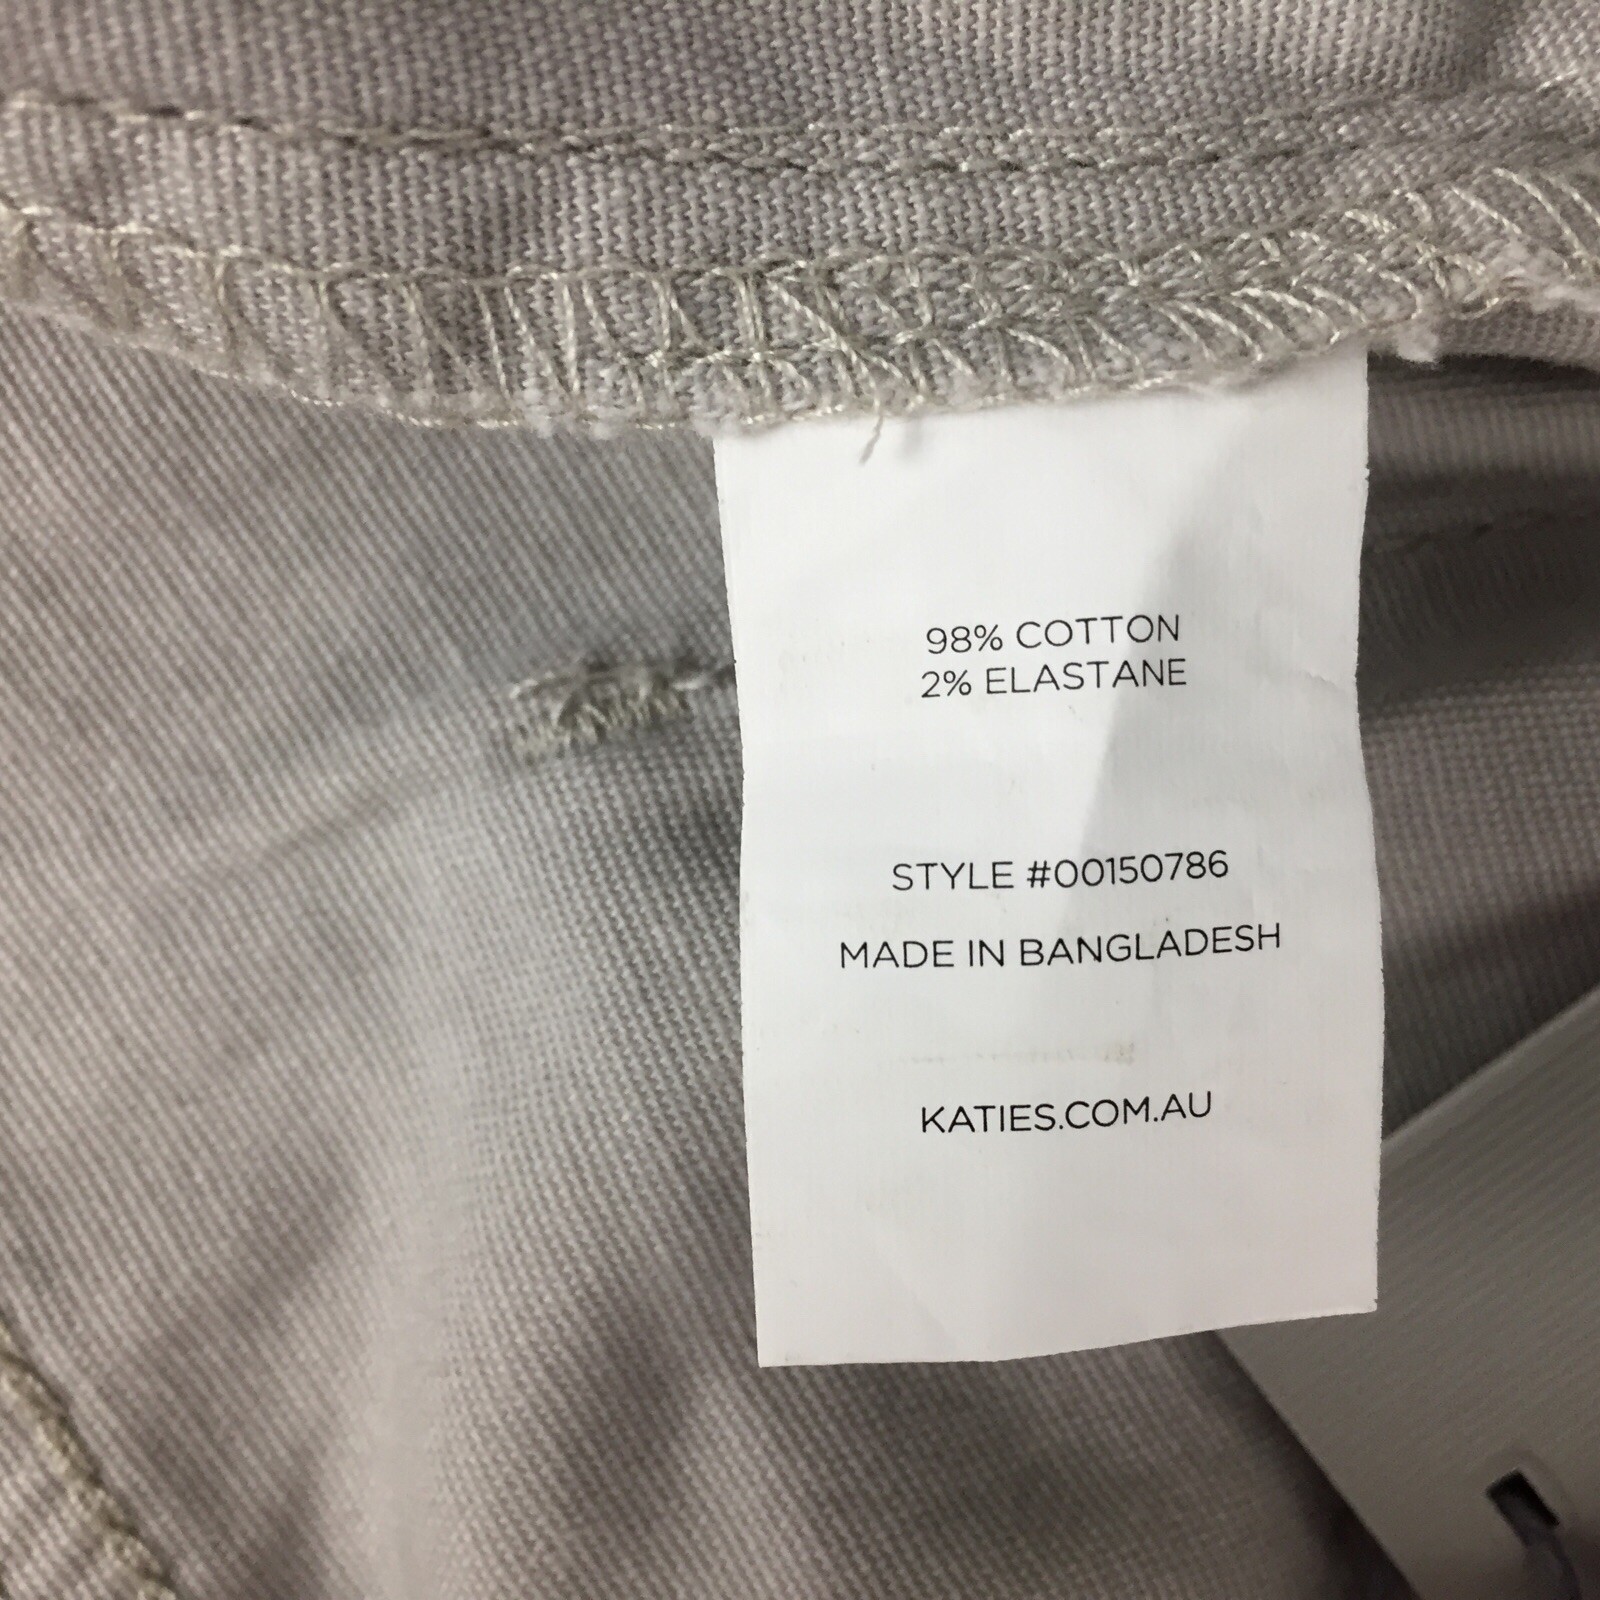 98% COTTON
2% ELASTANE
STYLE #00150786
MADE IN BANGLADESH
KATIES.COM.AU